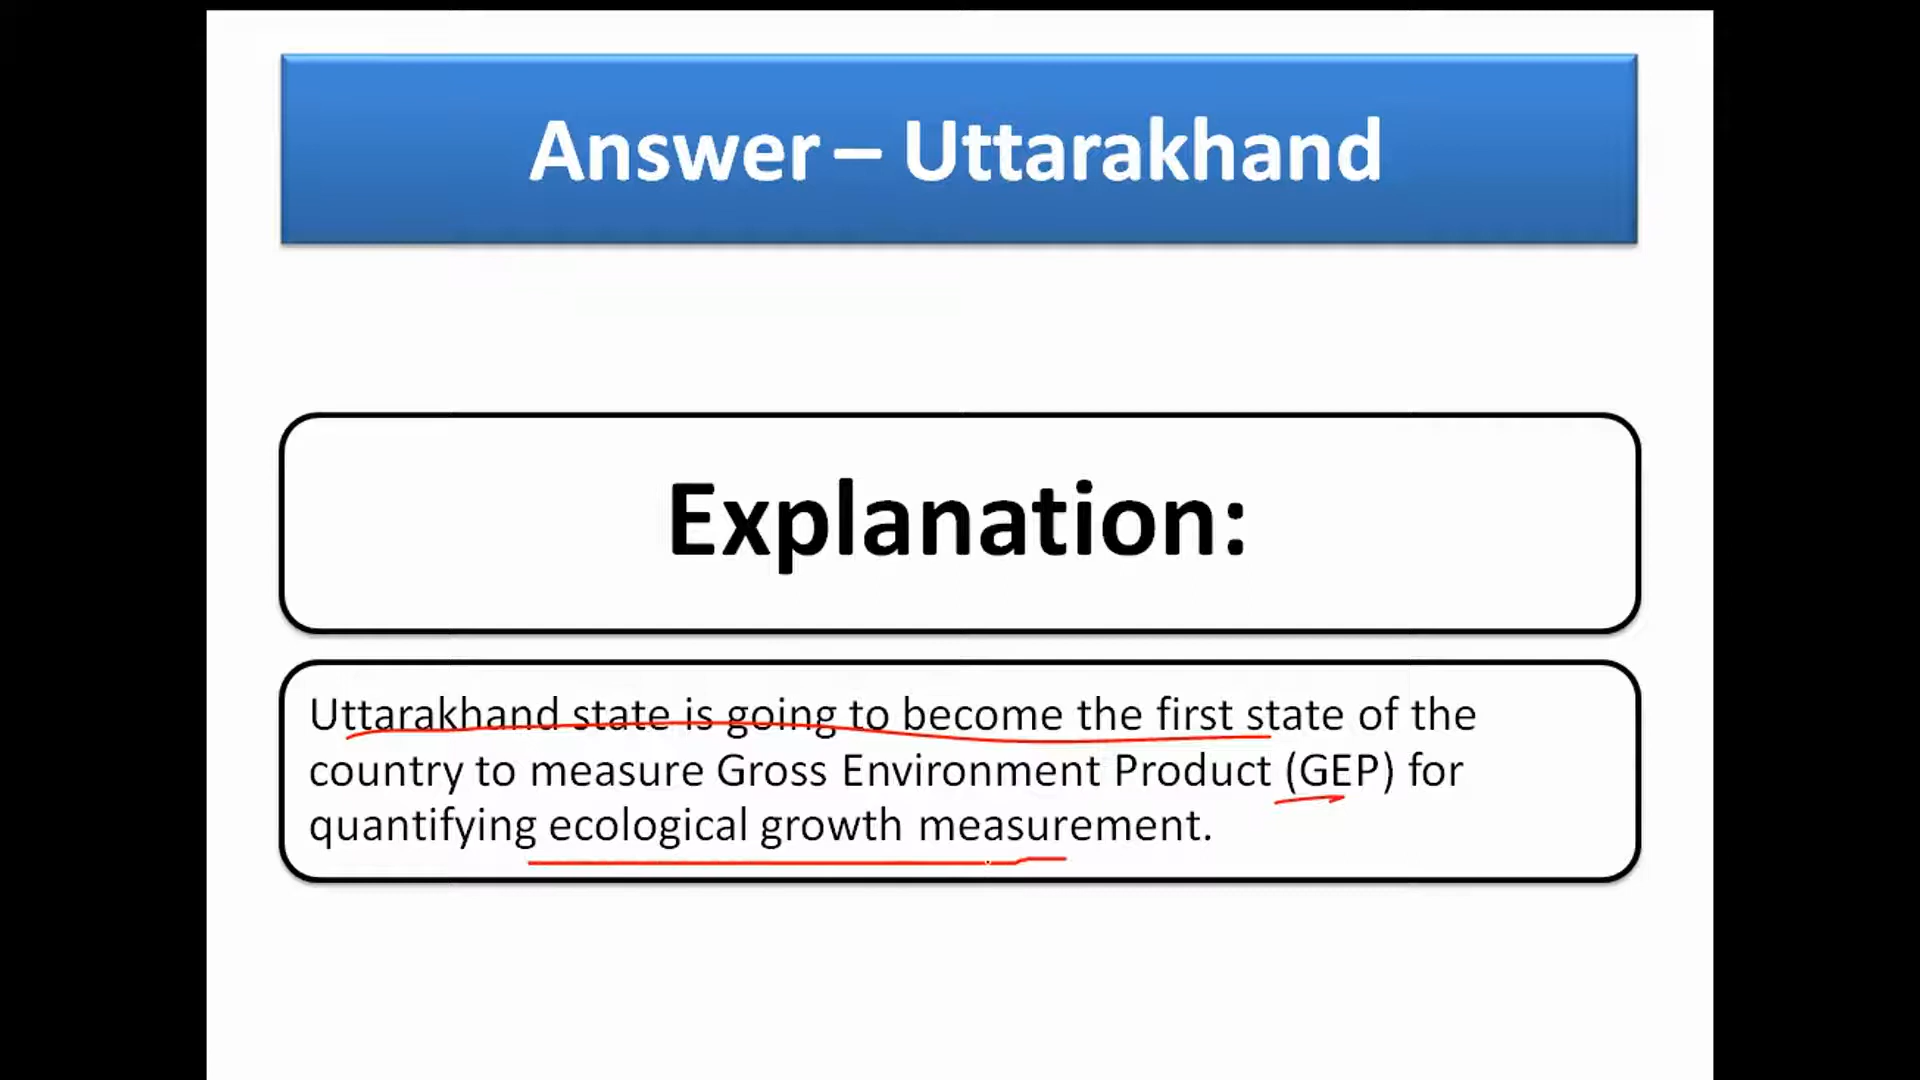 Answer – Uttarakhand
Explanation:
Uttarakhand state is going to become the first state of the
country to measure Gross Environment Product (GEP) for
quantifying ecological growth measurement.